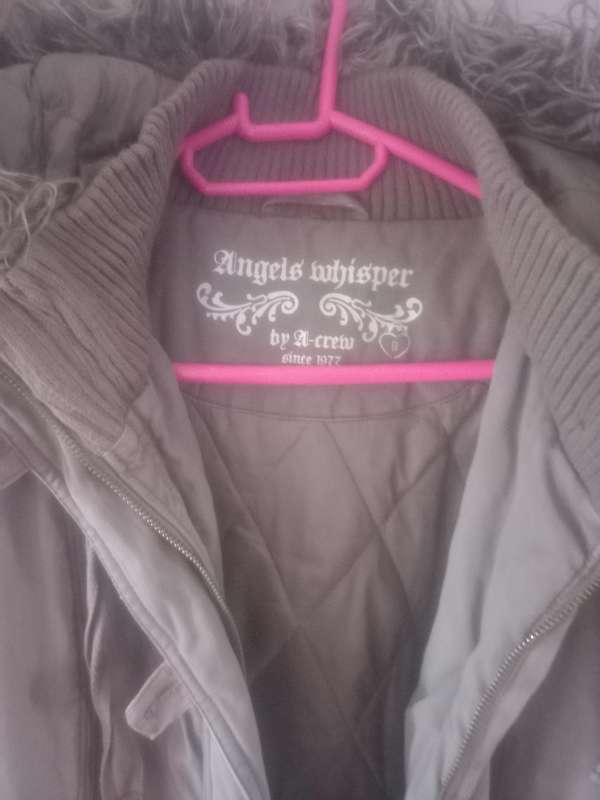 Angels whisper
by A-crew
since 1977